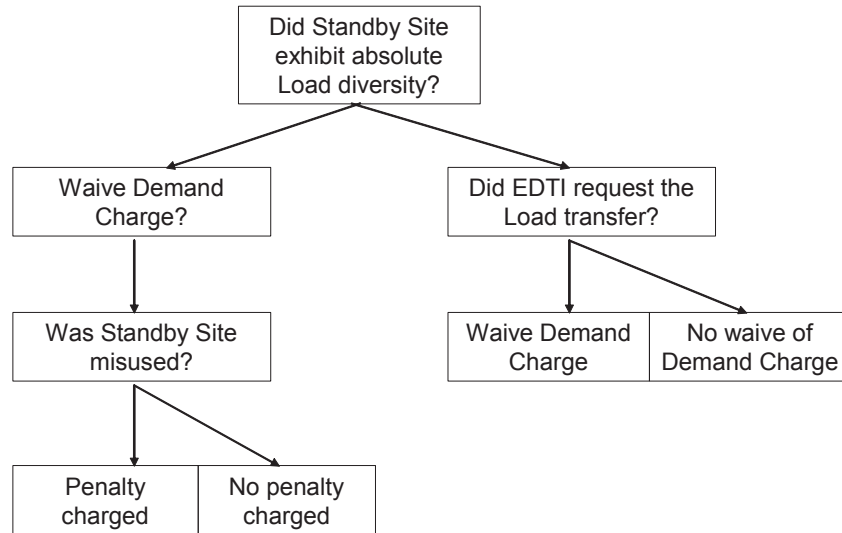 Did Standby Site
exhibit absolute
Load diversity?
Waive Demand
Charge?
Did EDTI request the
Load transfer?
Was Standby Site
misused?
Waive Demand
Charge
No waive of
Demand Charge
Penalty
charged
No penalty
charged